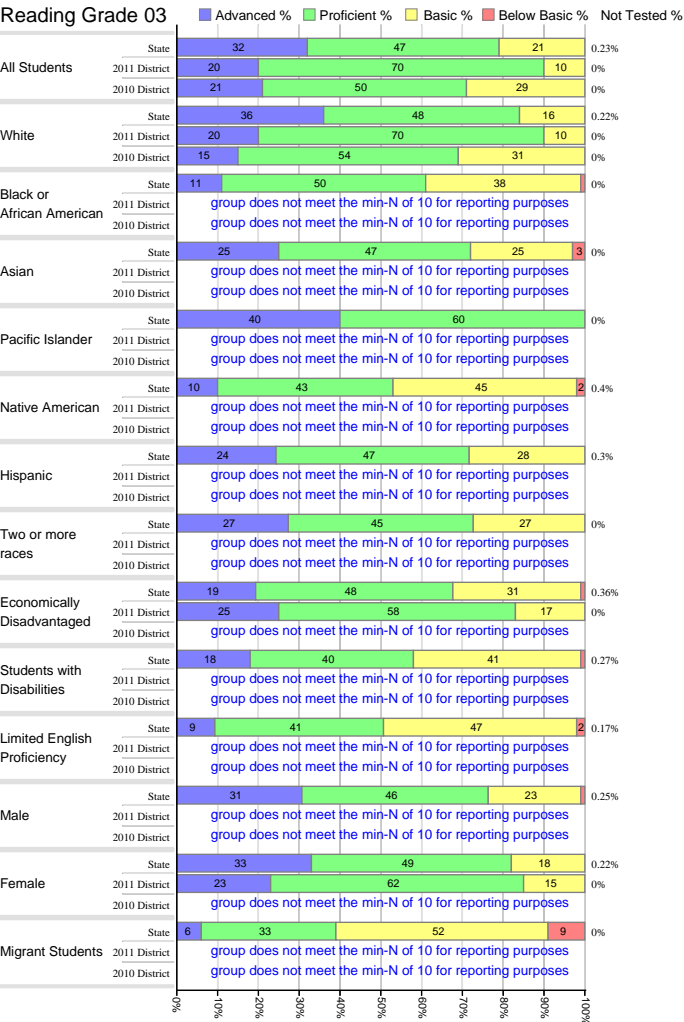 Reading Grade 03 Advanced % Proficient % Basic % Below Basic % Not Tested %
All Students
State 32 47 21 0.23%
2011 District 20 70 10 0%
2010 District 21 50 29 0%
White
State 36 48 16 0.22%
2011 District 20 70 10 0%
2010 District 15 54 31 0%
Black or
African American
State 11 50 38 0%
2011 District group does not meet the min-N of 10 for reporting purposes
2010 District group does not meet the min-N of 10 for reporting purposes
Asian
State 25 47 25 3 0%
2011 District group does not meet the min-N of 10 for reporting purposes
2010 District group does not meet the min-N of 10 for reporting purposes
Pacific Islander
State 40 60 0%
2011 District group does not meet the min-N of 10 for reporting purposes
2010 District group does not meet the min-N of 10 for reporting purposes
Native American
State 10 43 45 2 0.4%
2011 District group does not meet the min-N of 10 for reporting purposes
2010 District group does not meet the min-N of 10 for reporting purposes
Hispanic
State 24 47 28 0.3%
2011 District group does not meet the min-N of 10 for reporting purposes
2010 District group does not meet the min-N of 10 for reporting purposes
Two or more
races
State 27 45 27 0%
2011 District group does not meet the min-N of 10 for reporting purposes
2010 District group does not meet the min-N of 10 for reporting purposes
Economically
Disadvantaged
State 19 48 31 0.36%
2011 District 25 58 17 0%
2010 District group does not meet the min-N of 10 for reporting purposes
Students with
Disabilities
State 18 40 41 0.27%
2011 District group does not meet the min-N of 10 for reporting purposes
2010 District group does not meet the min-N of 10 for reporting purposes
Limited English
Proficiency
State 9 41 47 2 0.17%
2011 District group does not meet the min-N of 10 for reporting purposes
2010 District group does not meet the min-N of 10 for reporting purposes
Male
State 31 46 23 0.25%
2011 District group does not meet the min-N of 10 for reporting purposes
2010 District group does not meet the min-N of 10 for reporting purposes
Female
State 33 49 18 0.22%
2011 District 23 62 15 0%
2010 District group does not meet the min-N of 10 for reporting purposes
Migrant Students
State 6 33 52 9 0%
2011 District group does not meet the min-N of 10 for reporting purposes
2010 District group does not meet the min-N of 10 for reporting purposes
0% 10% 20% 30% 40% 50% 60% 70% 80% 90% 100%